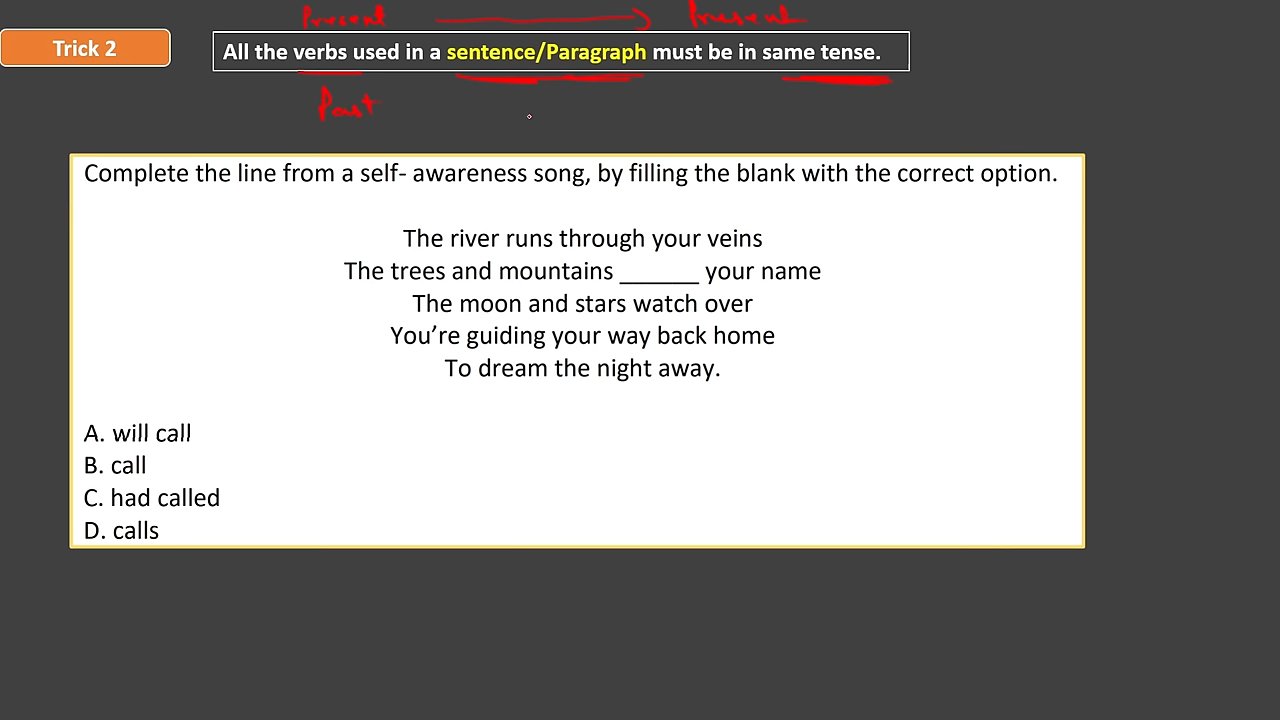 Present Present
Trick 2
All the verbs used in a sentence/Paragraph must be in same tense.
Past
Complete the line from a self- awareness song, by filling the blank with the correct option.
The river runs through your veins
The trees and mountains ______ your name
The moon and stars watch over
You’re guiding your way back home
To dream the night away.
A. will call
B. call
C. had called
D. calls